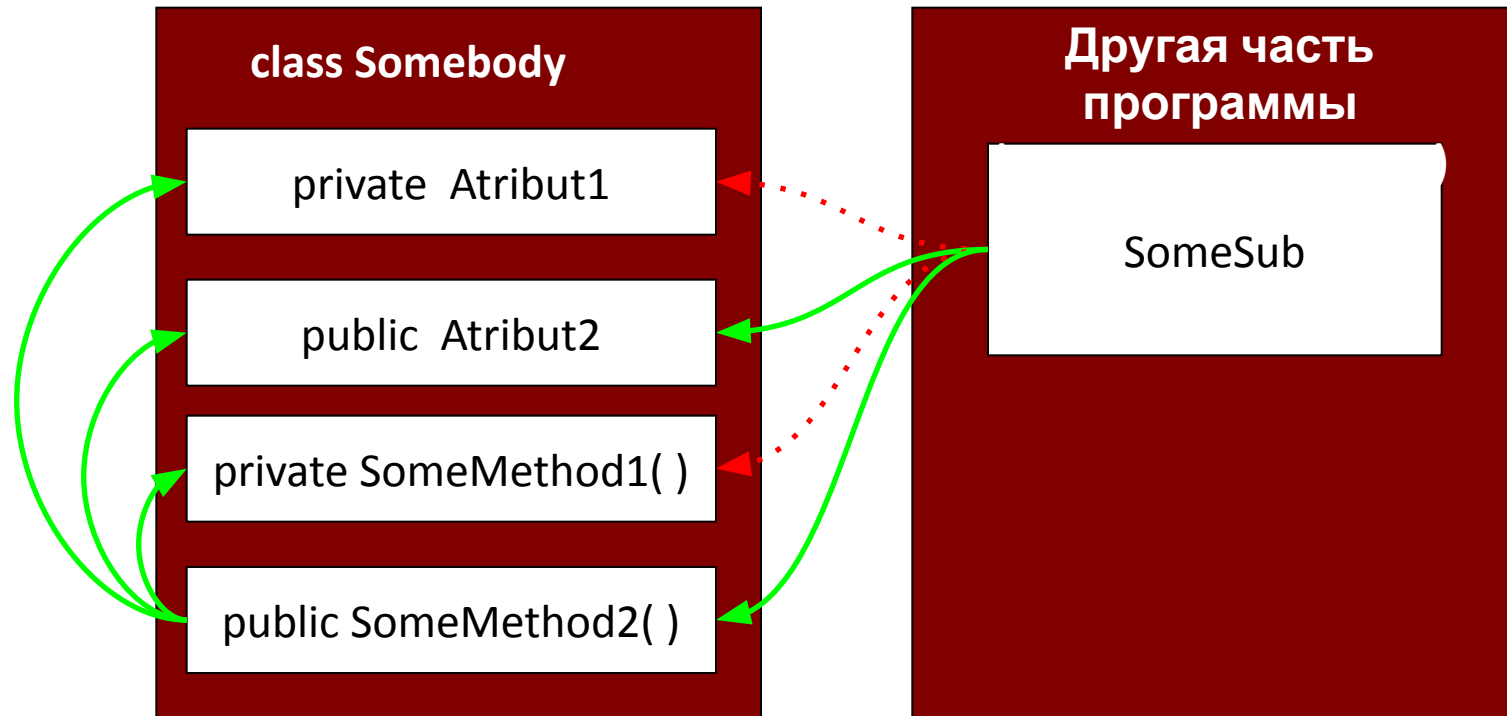 class Somebody
private  Atribut1
public  Atribut2
private SomeMethod1( )
public SomeMethod2( )
Другая часть
программы
SomeSub